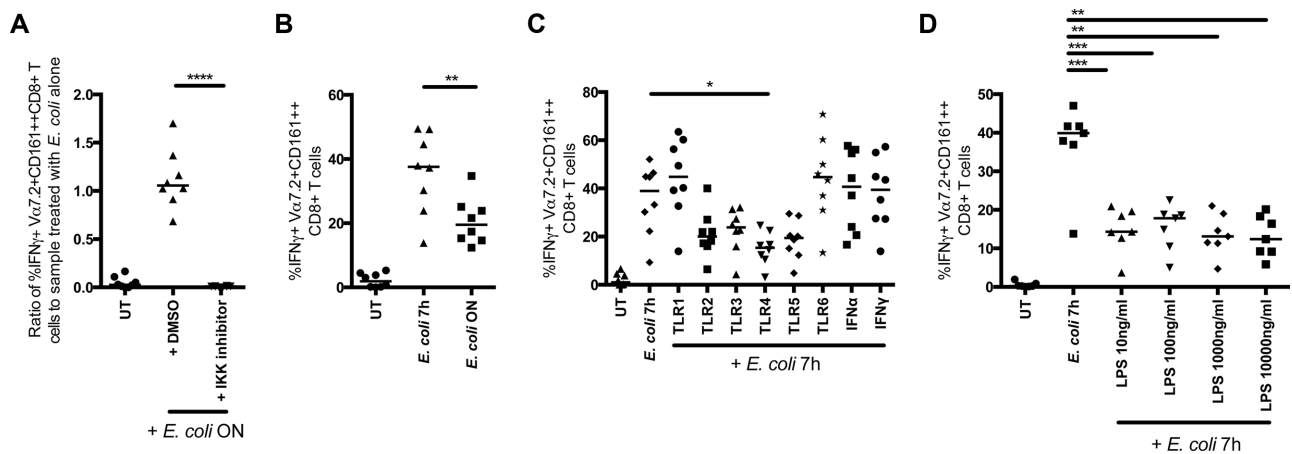 A
Ratio of %IFNγ+ Vα7.2+CD161++CD8+ T
cells to sample treated with E. coli alone
2.0
1.5
1.0
0.5
0.0
****
UT
+ DMSO
+ IKK inhibitor
+ E. coli ON
B
%IFNγ+ Vα7.2+CD161++
CD8+ T cells
60
40
20
0
**
UT
E. coli 7h
E. coli ON
C
%IFNγ+ Vα7.2+CD161++
CD8+ T cells
80
60
40
20
0
*
UT
E. coli 7h
TLR1
TLR2
TLR3
TLR4
TLR5
TLR6
IFNα
IFNγ
+ E. coli 7h
D
%IFNγ+ Vα7.2+CD161++
CD8+ T cells
50
40
30
20
10
0
**
**
***
***
UT
E. coli 7h
LPS 10ng/ml
LPS 100ng/ml
LPS 1000ng/ml
LPS 10000ng/ml
+ E. coli 7h